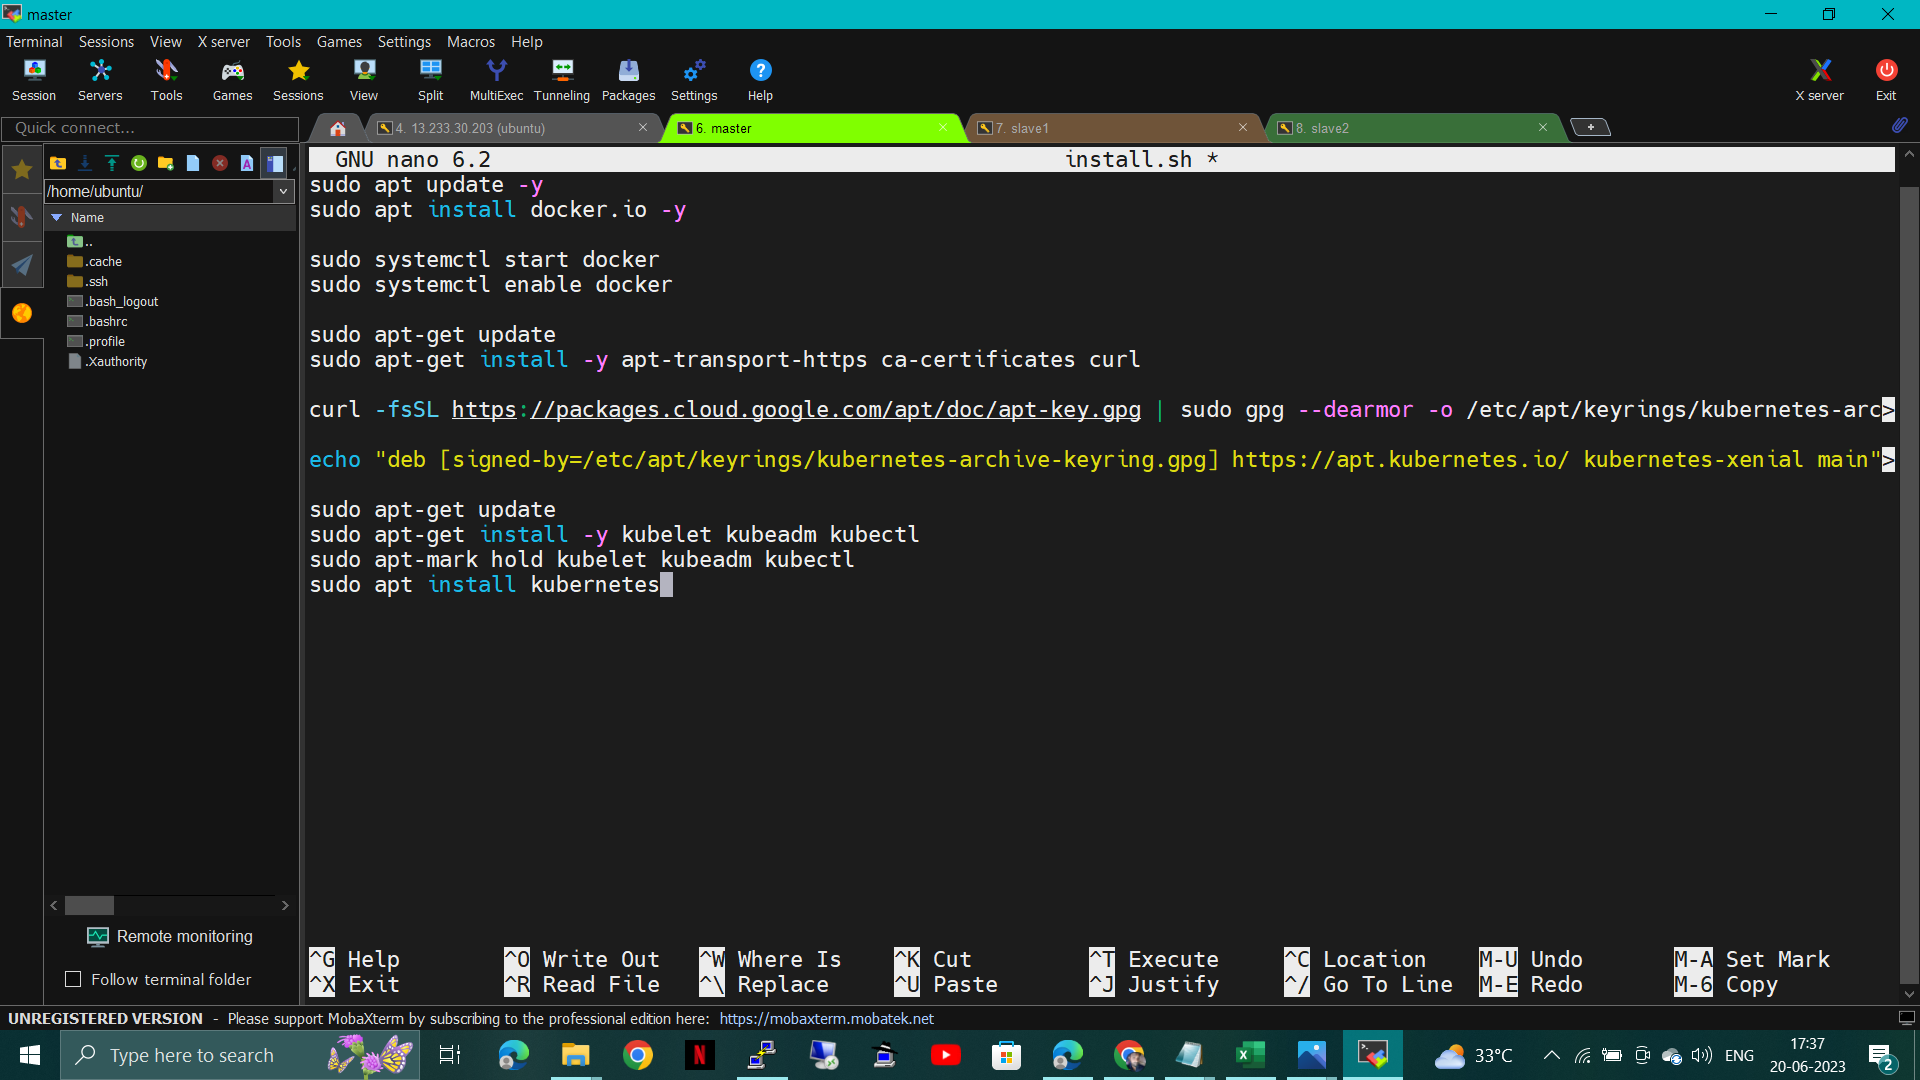 master
Terminal Sessions View X server Tools Games Settings Macros Help
Session Servers Tools Games Sessions View Split MultiExec Tunneling Packages Settings Help X server Exit
Quick connect...
4. 13.233.30.203 (ubuntu)
6. master
7. slave1
8. slave2
/home/ubuntu/
Name
..
.cache
.ssh
.bash_logout
.bashrc
.profile
.Xauthority
Remote monitoring
Follow terminal folder
GNU nano 6.2 install.sh *
sudo apt update -y
sudo apt install docker.io -y
sudo systemctl start docker
sudo systemctl enable docker
sudo apt-get update
sudo apt-get install -y apt-transport-https ca-certificates curl
curl -fsSL https://packages.cloud.google.com/apt/doc/apt-key.gpg | sudo gpg --dearmor -o /etc/apt/keyrings/kubernetes-arc>
echo "deb [signed-by=/etc/apt/keyrings/kubernetes-archive-keyring.gpg] https://apt.kubernetes.io/ kubernetes-xenial main">
sudo apt-get update
sudo apt-get install -y kubelet kubeadm kubectl
sudo apt-mark hold kubelet kubeadm kubectl
sudo apt install kubernetes
^G Help ^O Write Out ^W Where Is ^K Cut ^T Execute ^C Location M-U Undo M-A Set Mark
^X Exit ^R Read File ^\ Replace ^U Paste ^J Justify ^/ Go To Line M-E Redo M-6 Copy
UNREGISTERED VERSION - Please support MobaXterm by subscribing to the professional edition here: https://mobaxterm.mobatek.net
Type here to search
33°C
ENG
17:37
20-06-2023
2